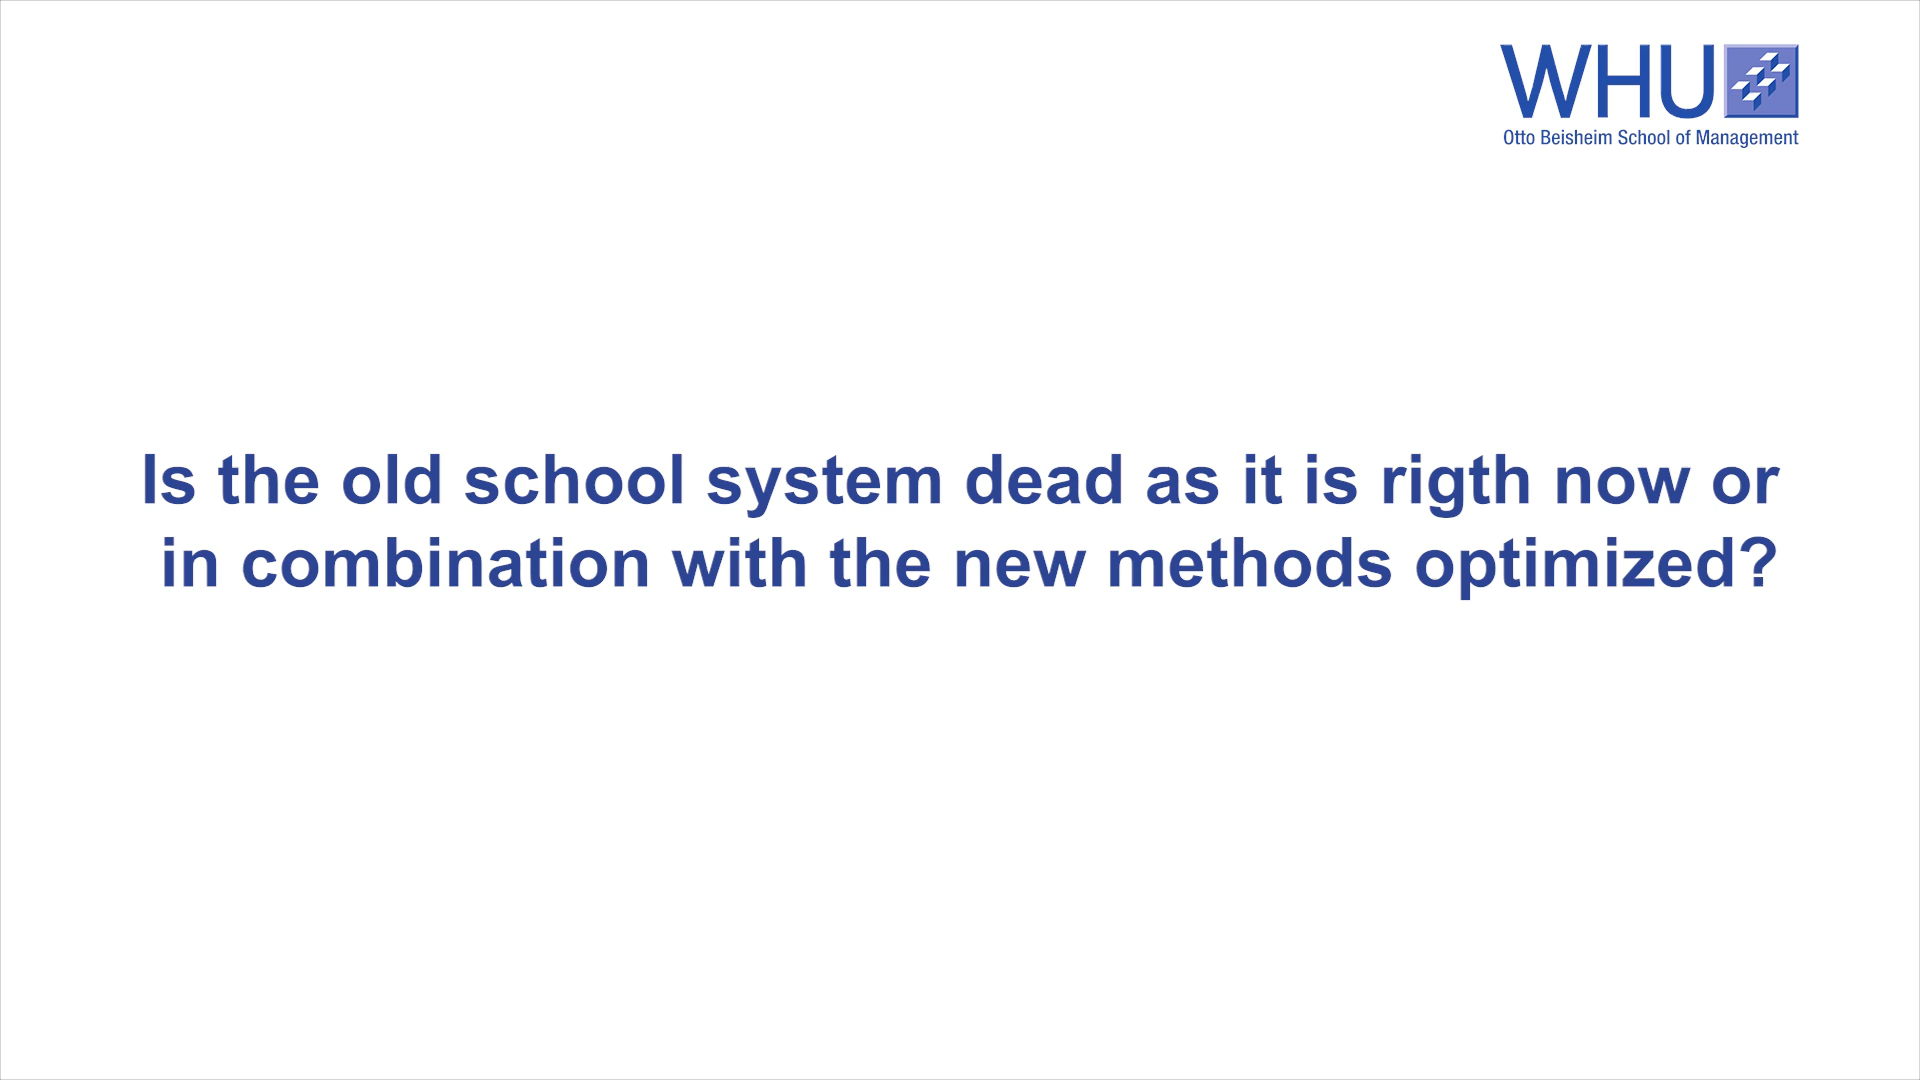 WHU
Otto Beisheim School of Management
Is the old school system dead as it is rigth now or
in combination with the new methods optimized?